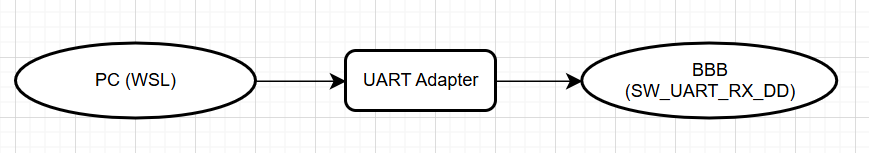 PC (WSL)
UART Adapter
BBB
(SW_UART_RX_DD)